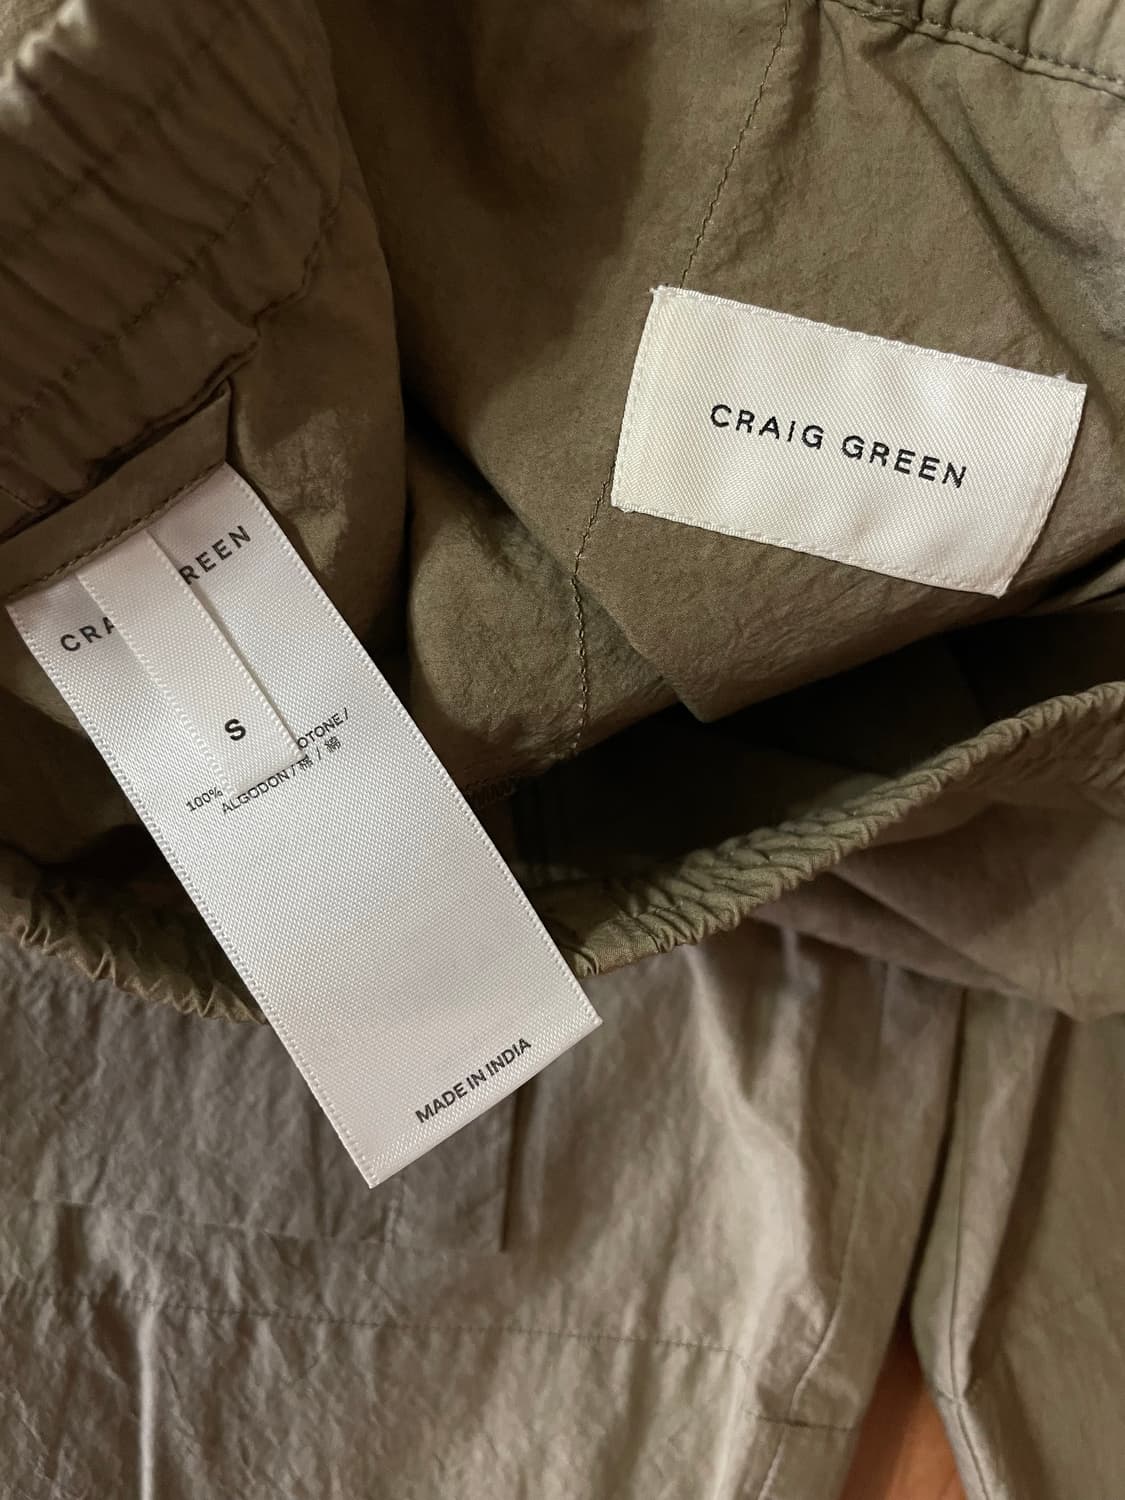 CRAIG GREEN
CRA REEN
S
100% OTONE /
ALGODON / 棉 / 綿
MADE IN INDIA